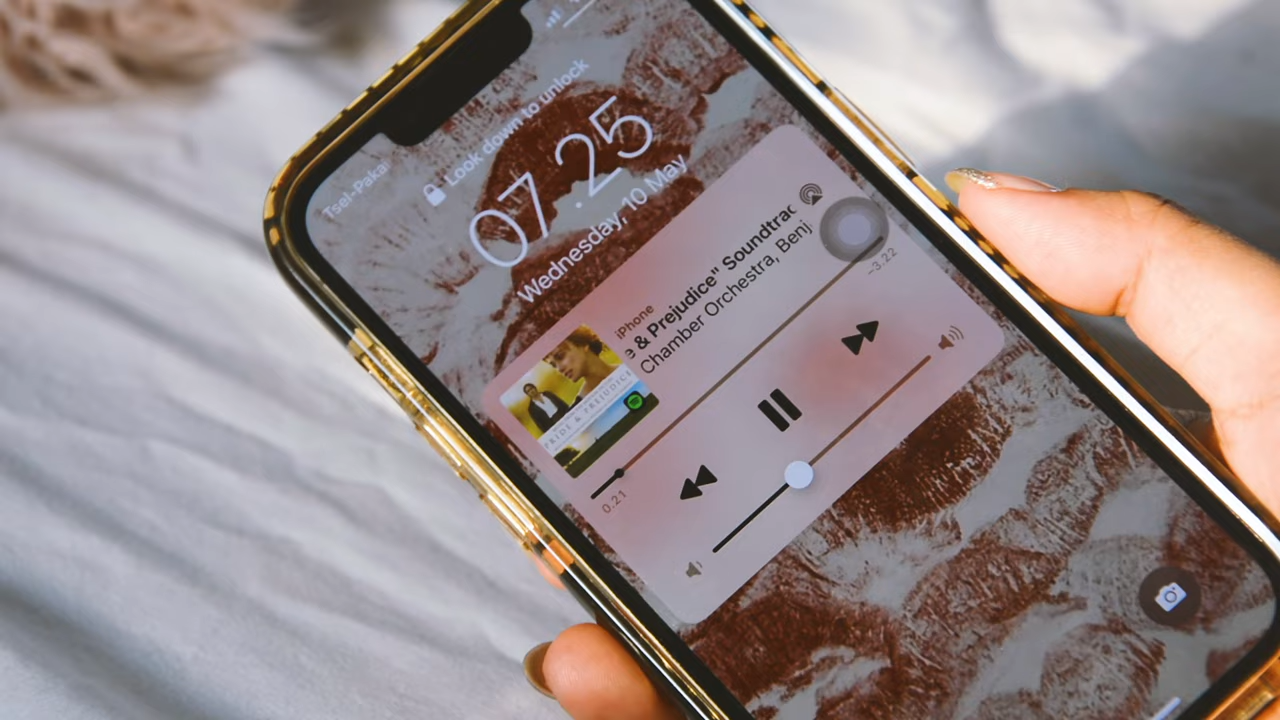 Tsel-Paka
Look down to unlock
07.25
Wednesday, 10 May
iPhone
e & Prejudice" Soundtrac
Chamber Orchestra, Benj
PRIDE & PREJUDICE
0.21
-3.22